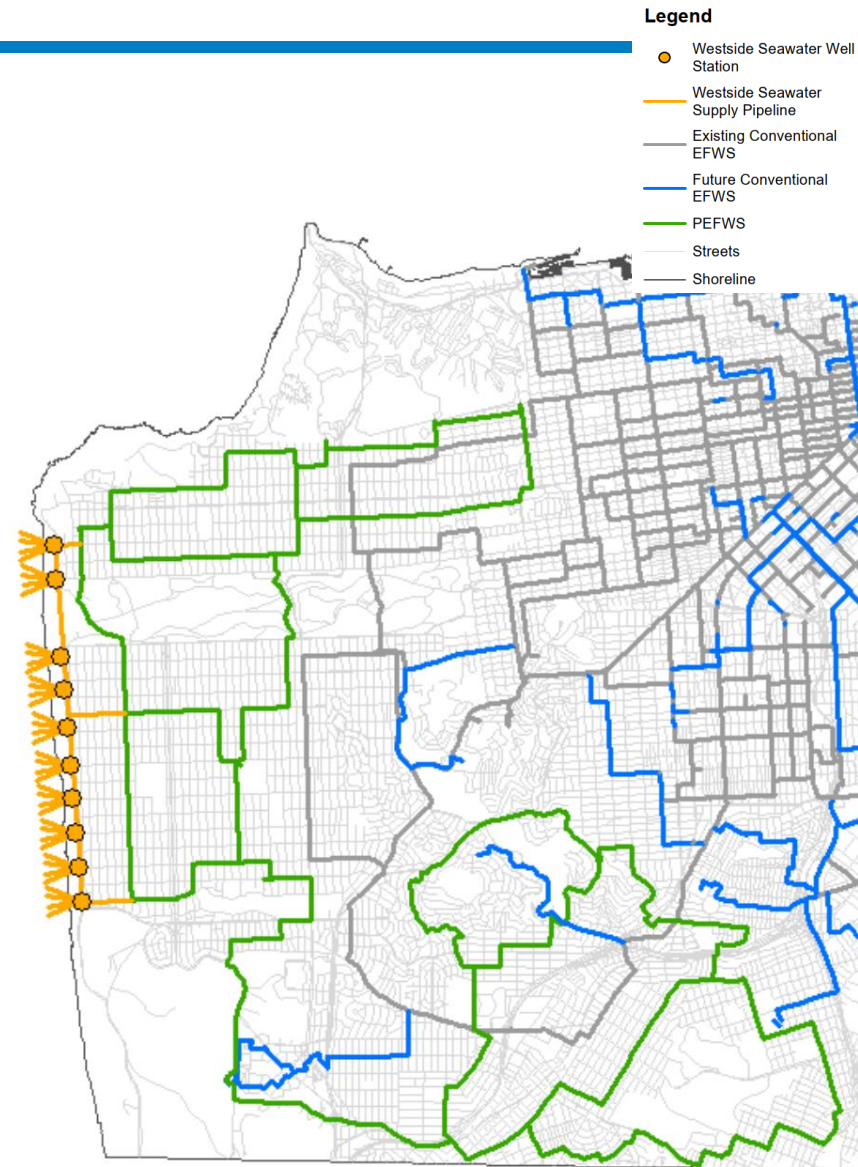 Legend
Westside Seawater Well
Station
Westside Seawater
Supply Pipeline
Existing Conventional
EFWS
Future Conventional
EFWS
PEFWS
Streets
Shoreline